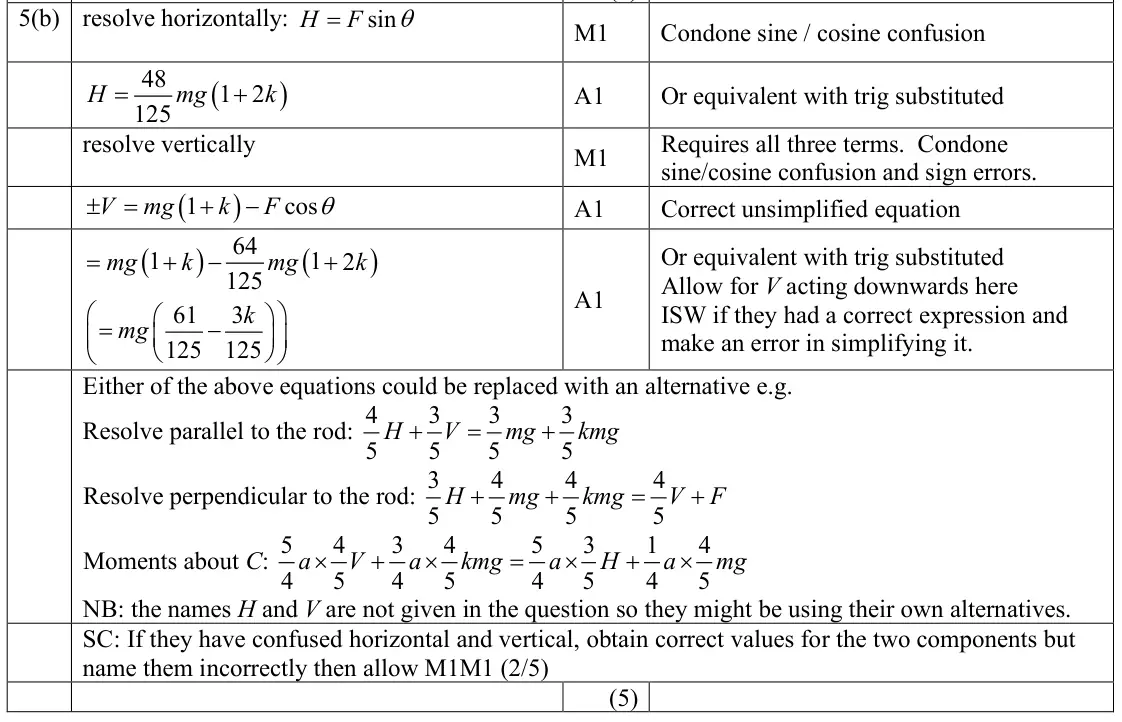 5(b) resolve horizontally: H = F sin θ M1 Condone sine / cosine confusion
H = 48/125 mg(1+2k) A1 Or equivalent with trig substituted
resolve vertically M1 Requires all three terms. Condone
sine/cosine confusion and sign errors.
±V = mg(1+k) − F cos θ A1 Correct unsimplified equation
= mg(1+k) − 64/125 mg(1+2k)
(= mg(61/125 − 3k/125))
A1
Or equivalent with trig substituted
Allow for V acting downwards here
ISW if they had a correct expression and
make an error in simplifying it.
Either of the above equations could be replaced with an alternative e.g.
Resolve parallel to the rod: 4/5 H + 3/5 V = 3/5 mg + 3/5 kmg
Resolve perpendicular to the rod: 3/5 H + 4/5 mg + 4/5 kmg = 4/5 V + F
Moments about C: 5/4 a × 4/5 V + 3/4 a × 4/5 kmg = 5/4 a × 3/5 H + 1/4 a × 4/5 mg
NB: the names H and V are not given in the question so they might be using their own alternatives.
SC: If they have confused horizontal and vertical, obtain correct values for the two components but
name them incorrectly then allow M1M1 (2/5)
(5)